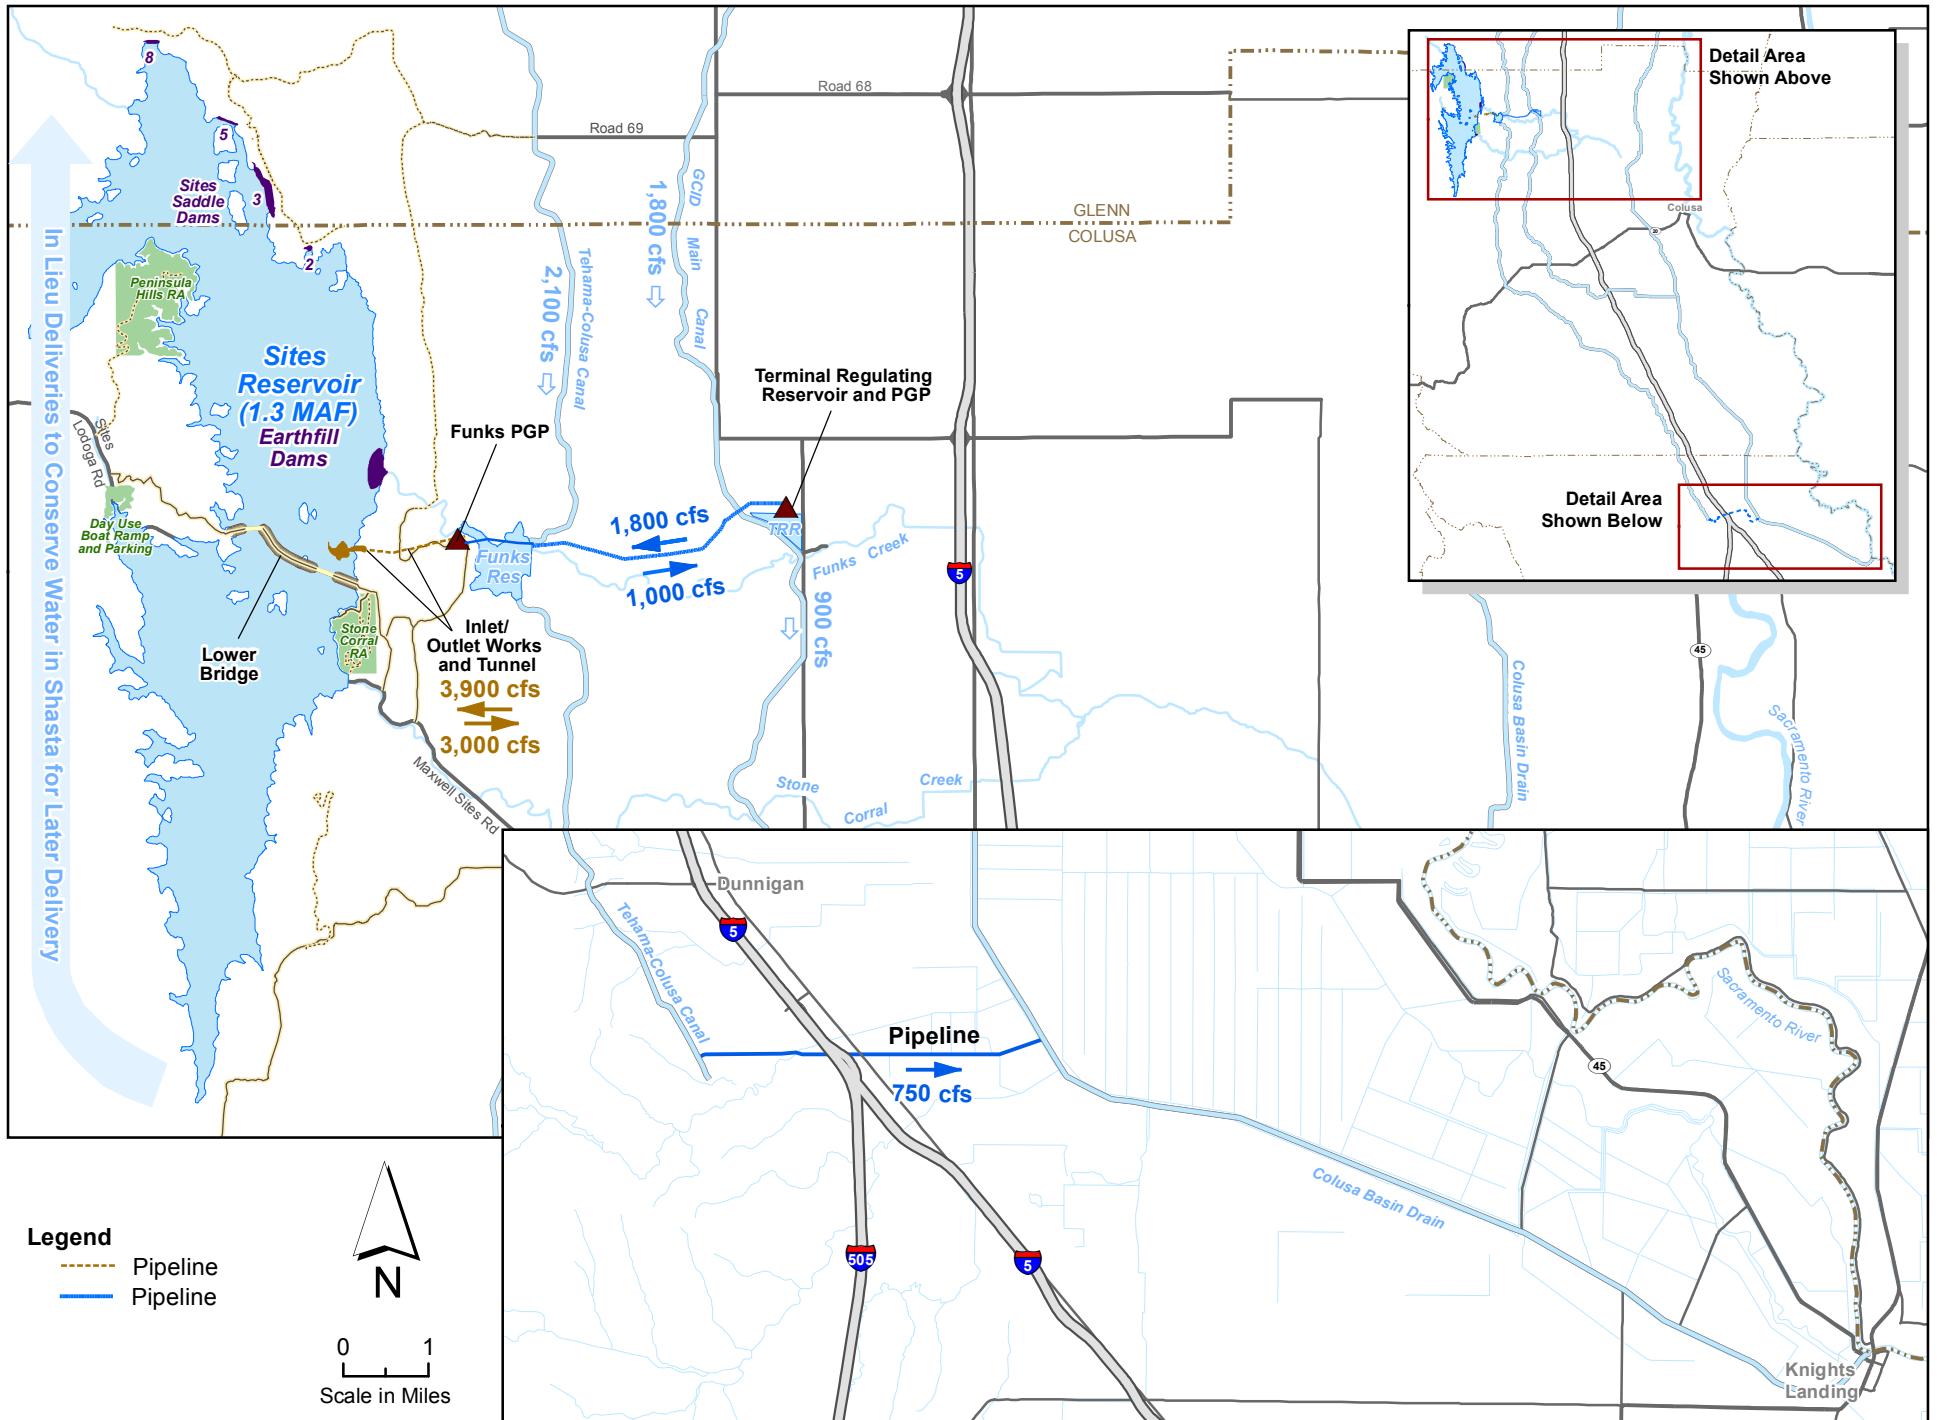 8
5
3
2
Sites
Saddle
Dams
In Lieu Deliveries to Conserve Water in Shasta for Later Delivery
Peninsula
Hills RA
Sites
Reservoir
(1.3 MAF)
Earthfill
Dams
Sites
Lodoga Rd
Day Use
Boat Ramp
and Parking
Lower
Bridge
Stone
Corral
RA
Funks PGP
Funks
Res
Inlet/
Outlet Works
and Tunnel
3,900 cfs
3,000 cfs
Maxwell Sites Rd
Road 68
Road 69
GCID Main Canal
1,800 cfs
2,100 cfs
Tehama-Colusa Canal
GLENN
COLUSA
Terminal Regulating
Reservoir and PGP
TRR
1,800 cfs
1,000 cfs
Funks Creek
900 cfs
5
Stone
Corral
Creek
Colusa Basin Drain
45
Sacramento River
Detail Area
Shown Above
Colusa
20
Detail Area
Shown Below
Dunnigan
5
Tehama-Colusa Canal
Pipeline
750 cfs
505
5
Colusa Basin Drain
45
Sacramento River
Knights
Landing
Legend
Pipeline
Pipeline
N
0 1
Scale in Miles